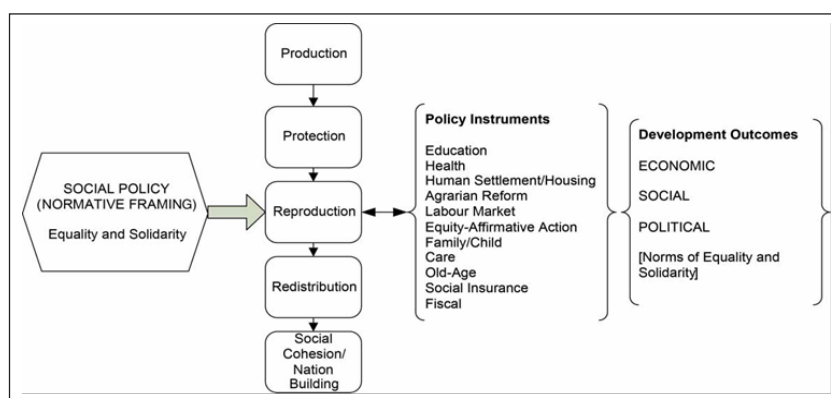 SOCIAL POLICY
(NORMATIVE FRAMING)
Equality and Solidarity
Production
Protection
Reproduction
Redistribution
Social
Cohesion/
Nation
Building
Policy Instruments
Education
Health
Human Settlement/Housing
Agrarian Reform
Labour Market
Equity-Affirmative Action
Family/Child
Care
Old-Age
Social Insurance
Fiscal
Development Outcomes
ECONOMIC
SOCIAL
POLITICAL
[Norms of Equality and
Solidarity]